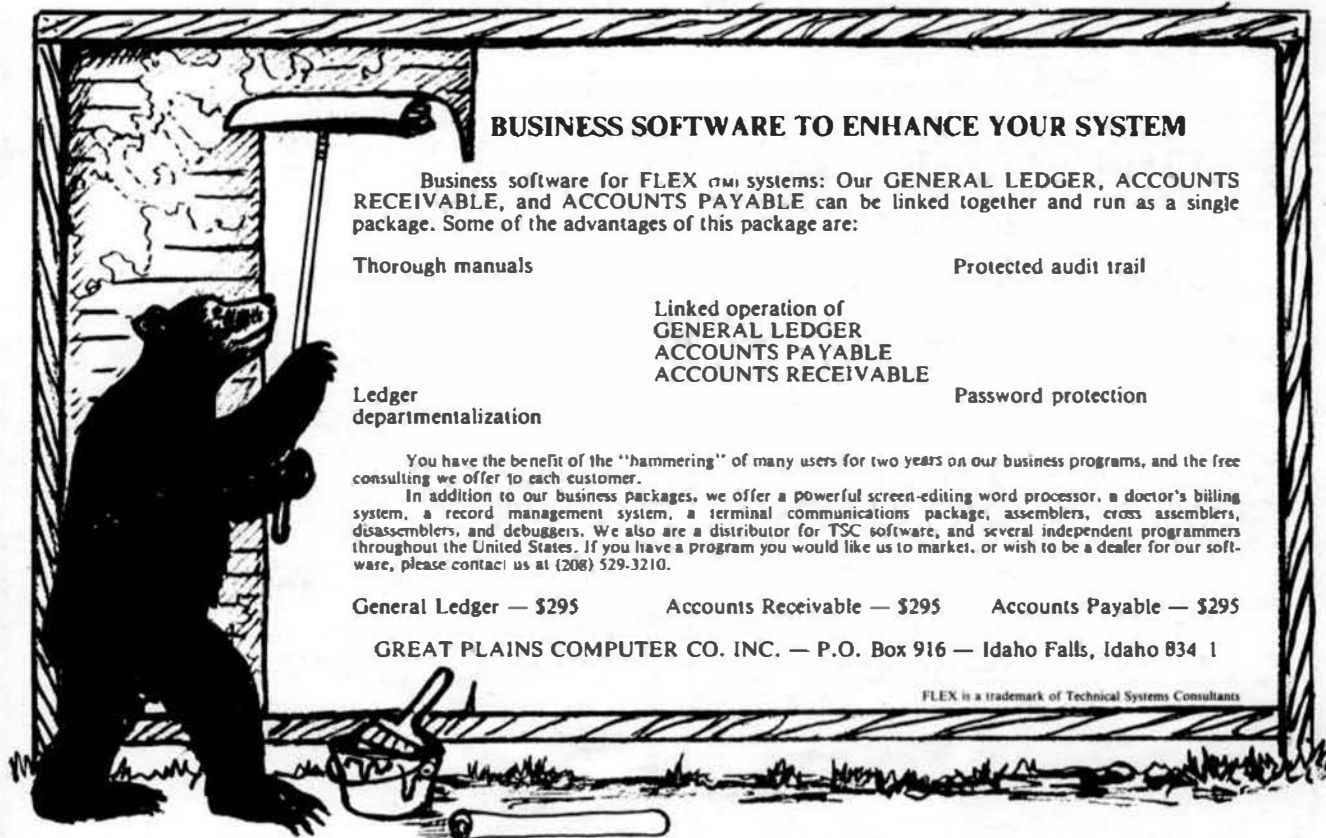 BUSINESS SOFTWARE TO ENHANCE YOUR SYSTEM
Business software for FLEX (TM) systems: Our GENERAL LEDGER, ACCOUNTS
RECEIVABLE, and ACCOUNTS PAYABLE can be linked together and run as a single
package. Some of the advantages of this package are:
Thorough manuals
Protected audit trail
Linked operation of
GENERAL LEDGER
ACCOUNTS PAYABLE
ACCOUNTS RECEIVABLE
Ledger
departmentalization
Password protection
You have the benefit of the "hammering" of many users for two years on our business programs, and the free
consulting we offer to each customer.
In addition to our business packages, we offer a powerful screen-editing word processor, a doctor's billing
system, a record management system, a terminal communications package, assemblers, cross assemblers,
disassemblers, and debuggers. We also are a distributor for TSC software, and several independent programmers
throughout the United States. If you have a program you would like us to market, or wish to be a dealer for our soft-
ware, please contact us at (208) 529-3210.
General Ledger — $295 Accounts Receivable — $295 Accounts Payable — $295
GREAT PLAINS COMPUTER CO. INC. — P.O. Box 916 — Idaho Falls, Idaho 834 1
FLEX is a trademark of Technical Systems Consultants